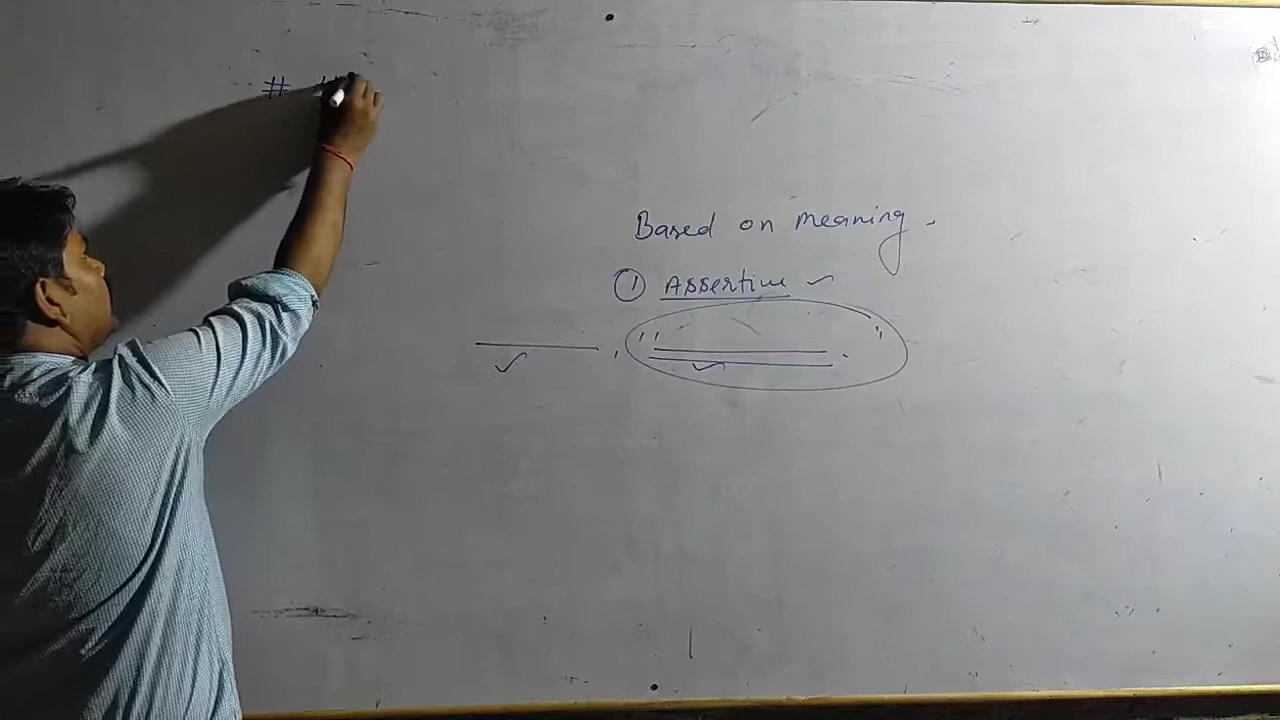 #
Based on Meaning.
① Assertive ✓
, " . "